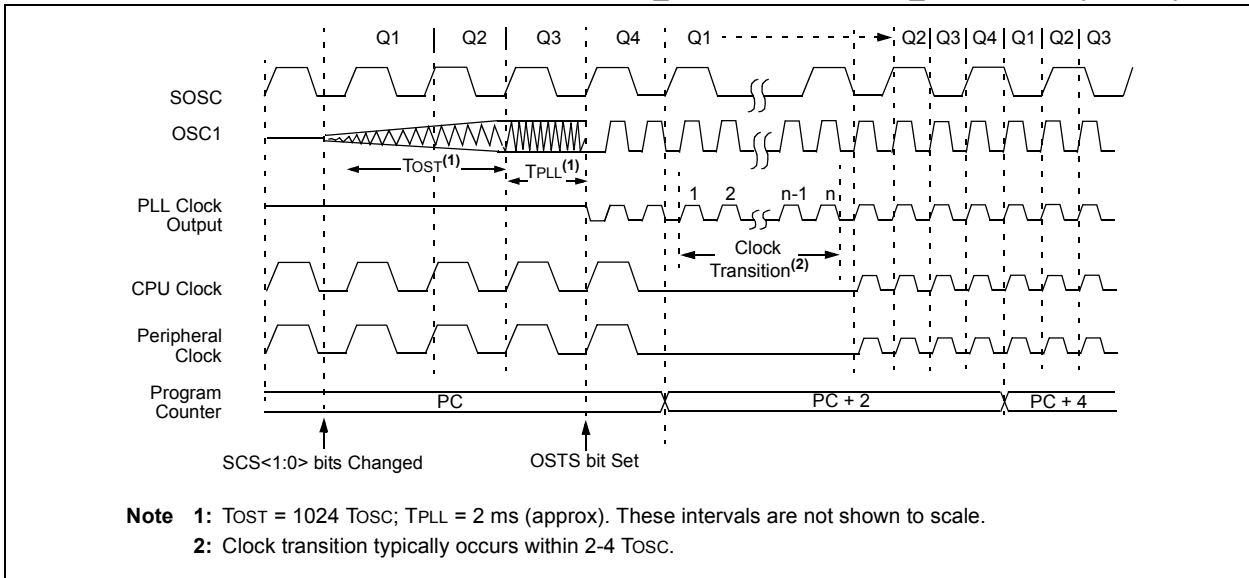 Q1 Q2 Q3 Q4 Q1 Q2 Q3 Q4 Q1 Q2 Q3
SOSC
OSC1
TOST(1) TPLL(1)
1 2 n-1 n
PLL Clock
Output
Clock
Transition(2)
CPU Clock
Peripheral
Clock
Program
Counter
PC PC + 2 PC + 4
SCS<1:0> bits Changed OSTS bit Set
Note 1: TOST = 1024 TOSC; TPLL = 2 ms (approx). These intervals are not shown to scale.
2: Clock transition typically occurs within 2-4 TOSC.